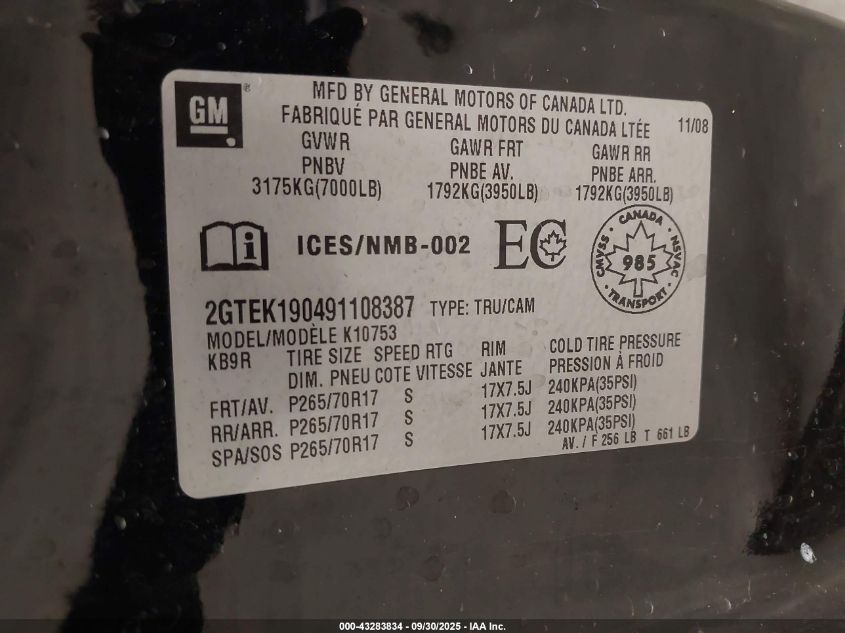 GM
MFD BY GENERAL MOTORS OF CANADA LTD.
FABRIQUÉ PAR GENERAL MOTORS DU CANADA LTÉE 11/08
GVWR GAWR FRT GAWR RR
PNBV PNBE AV. PNBE ARR.
3175KG(7000LB) 1792KG(3950LB) 1792KG(3950LB)
i ICES/NMB-002 EC
CANADA
CMVSS 985 NSVAC
TRANSPORT
2GTEK190491108387 TYPE: TRU/CAM
MODEL/MODÈLE K10753
KB9R TIRE SIZE SPEED RTG RIM COLD TIRE PRESSURE
DIM. PNEU COTE VITESSE JANTE PRESSION À FROID
FRT/AV. P265/70R17 S 17X7.5J 240KPA(35PSI)
RR/ARR. P265/70R17 S 17X7.5J 240KPA(35PSI)
SPA/SOS P265/70R17 S 17X7.5J 240KPA(35PSI)
AV. / F 256 LB T 661 LB
000-43283834 - 09/30/2025 - IAA Inc.